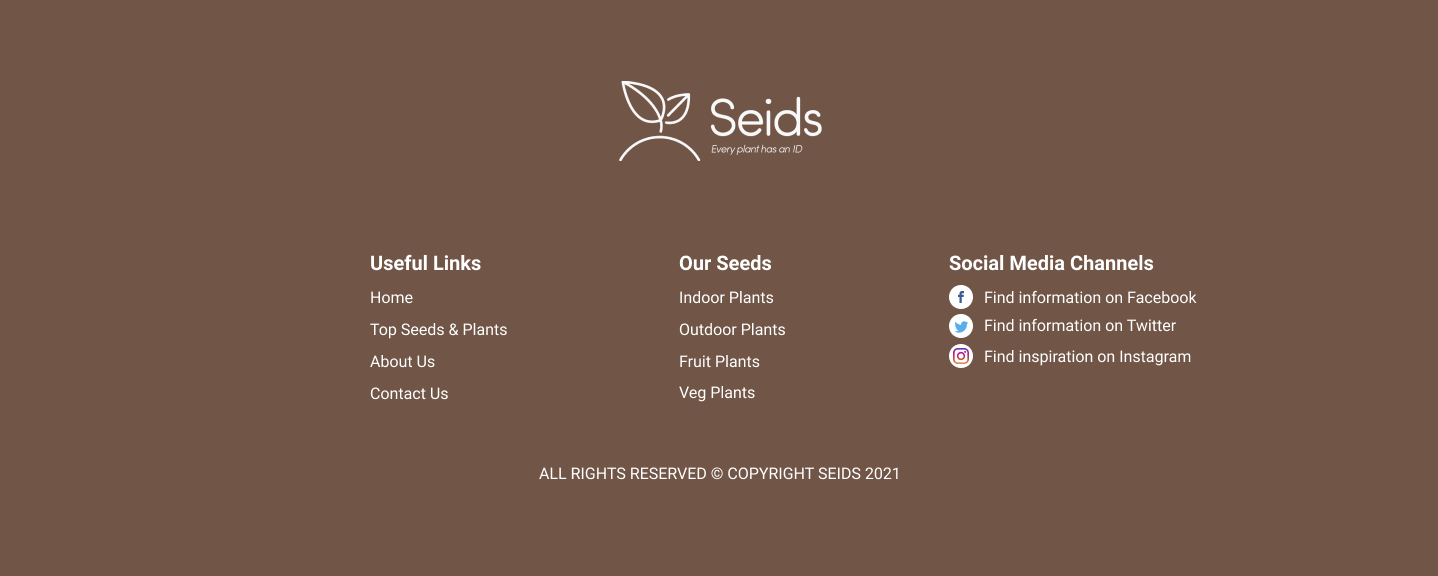 Seids
Every plant has an ID
Useful Links
Home
Top Seeds & Plants
About Us
Contact Us
Our Seeds
Indoor Plants
Outdoor Plants
Fruit Plants
Veg Plants
Social Media Channels
Find information on Facebook
Find information on Twitter
Find inspiration on Instagram
ALL RIGHTS RESERVED © COPYRIGHT SEIDS 2021